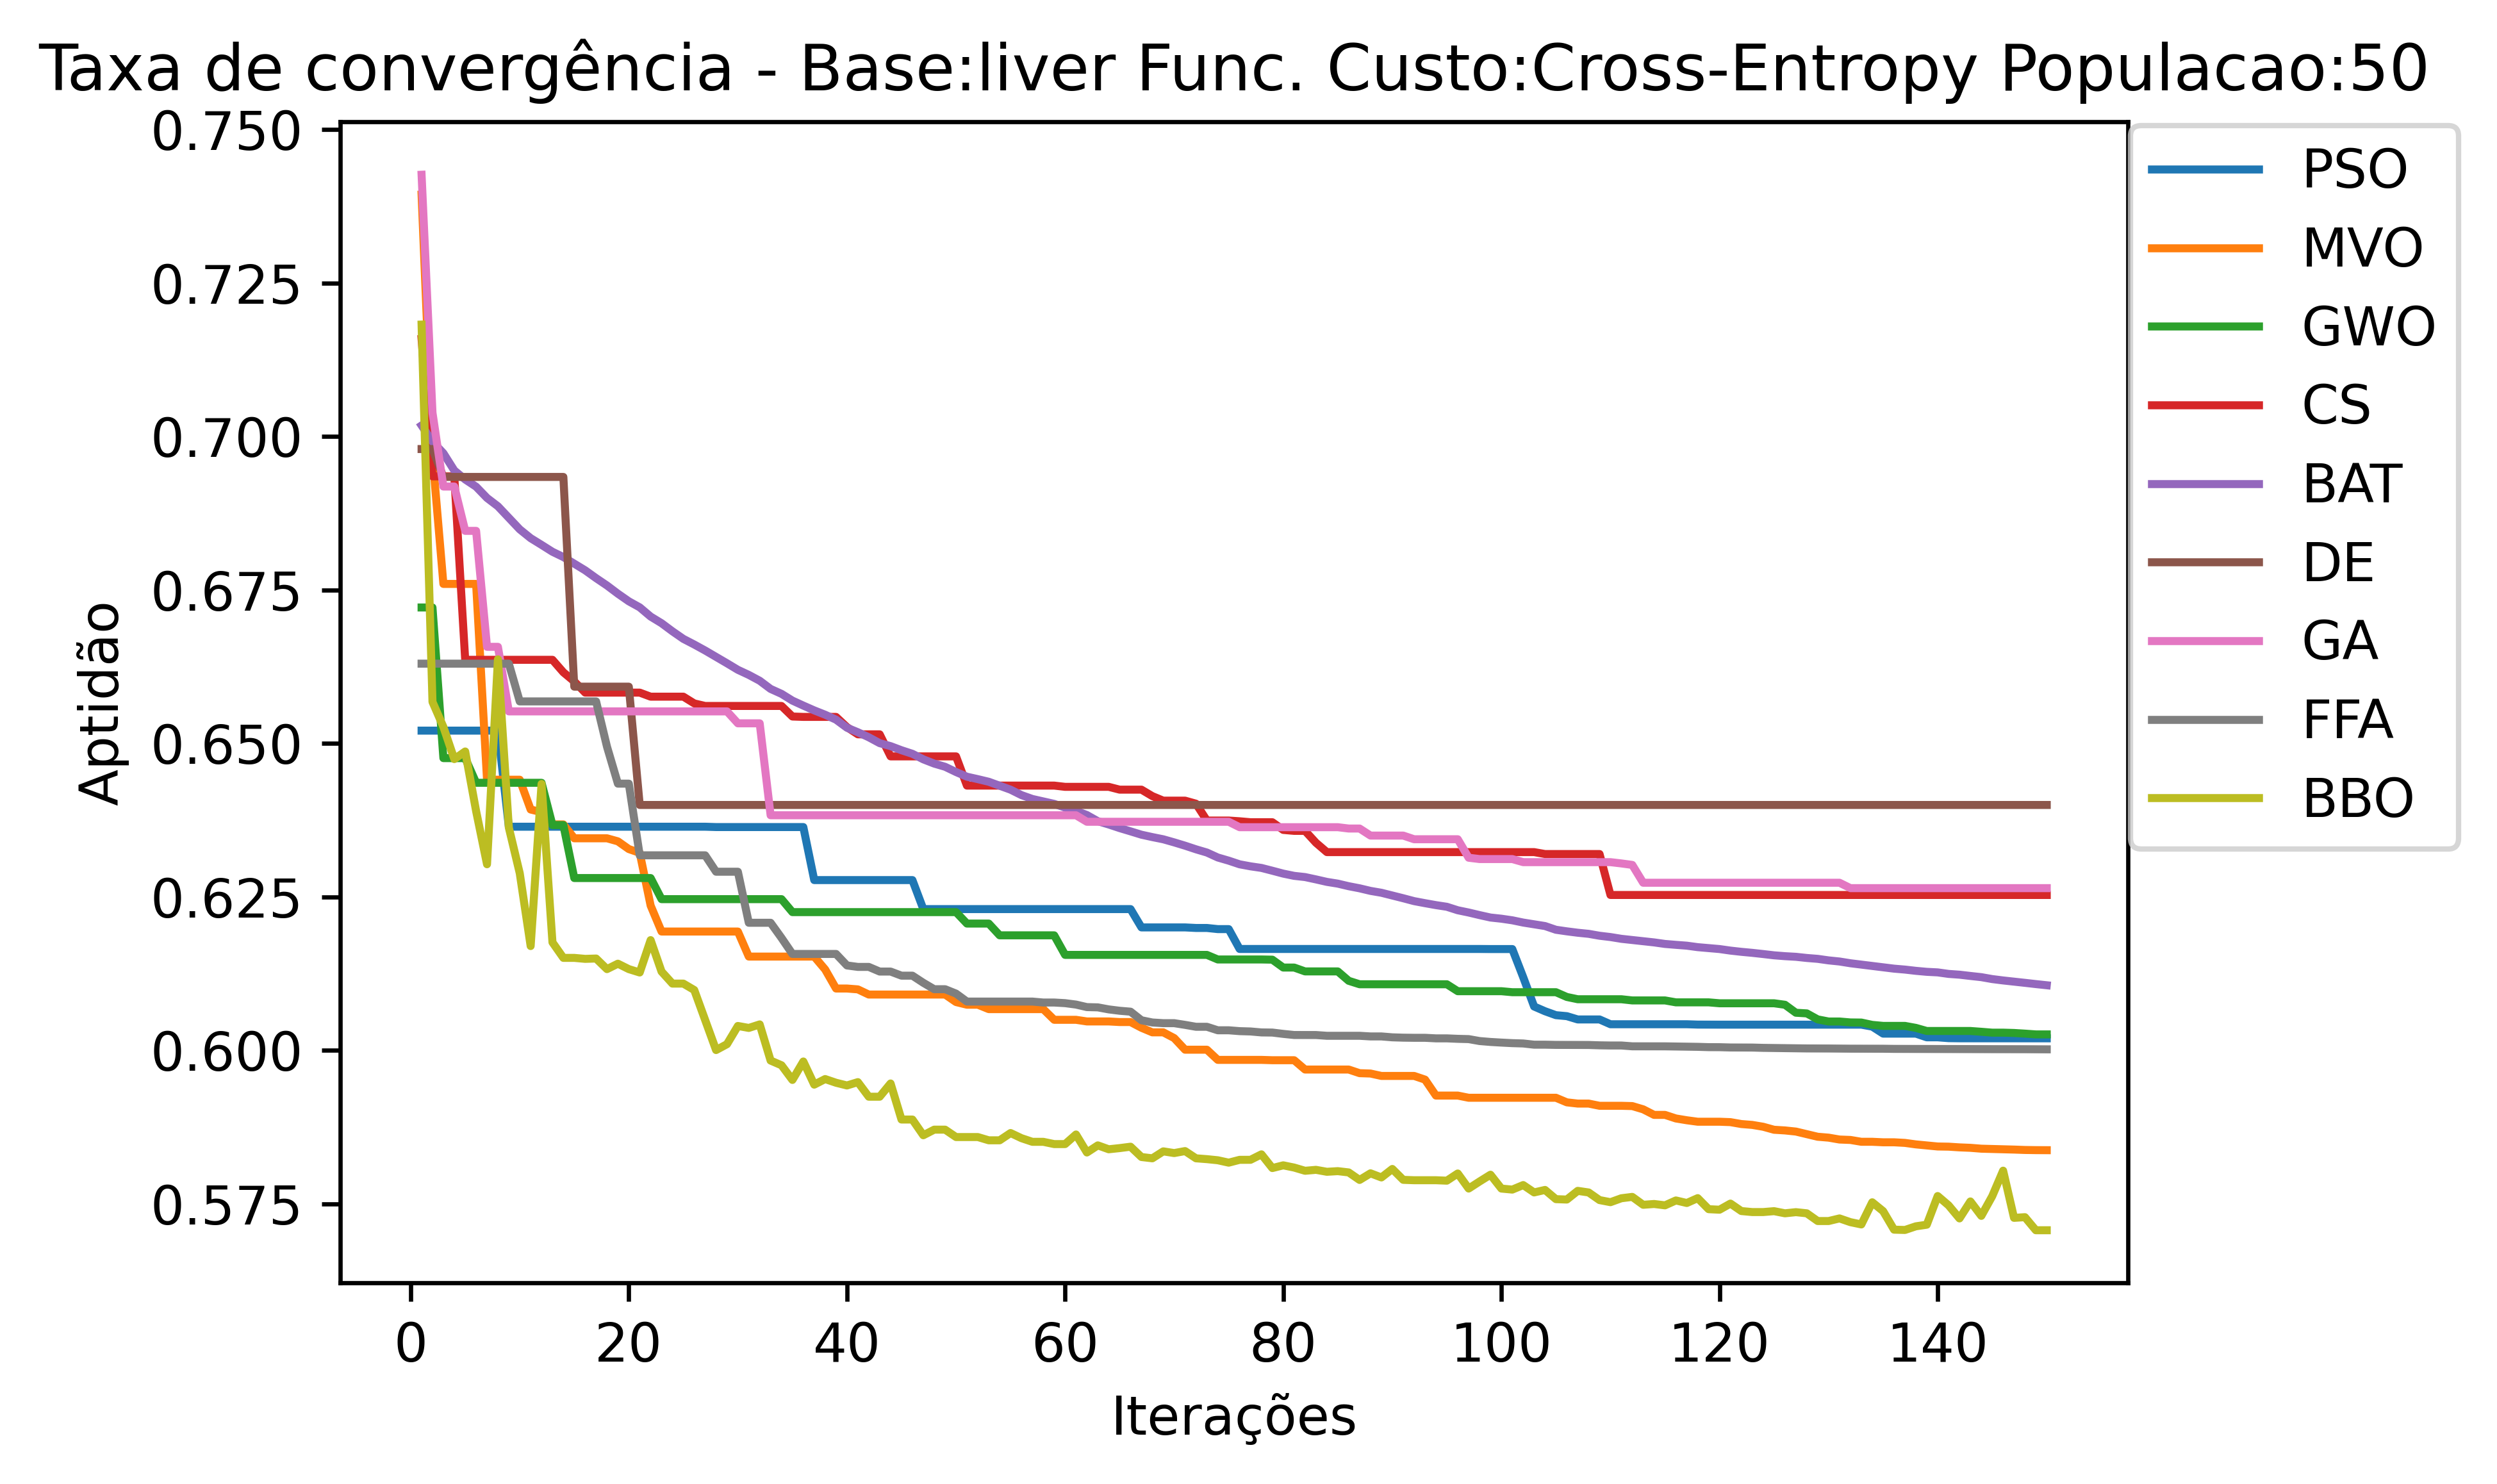 Taxa de convergência - Base:liver Func. Custo:Cross-Entropy Populacao:50
0.750
0.725
0.700
0.675
0.650
0.625
0.600
0.575
Aptidão
0 20 40 60 80 100 120 140
Iterações
PSO
MVO
GWO
CS
BAT
DE
GA
FFA
BBO